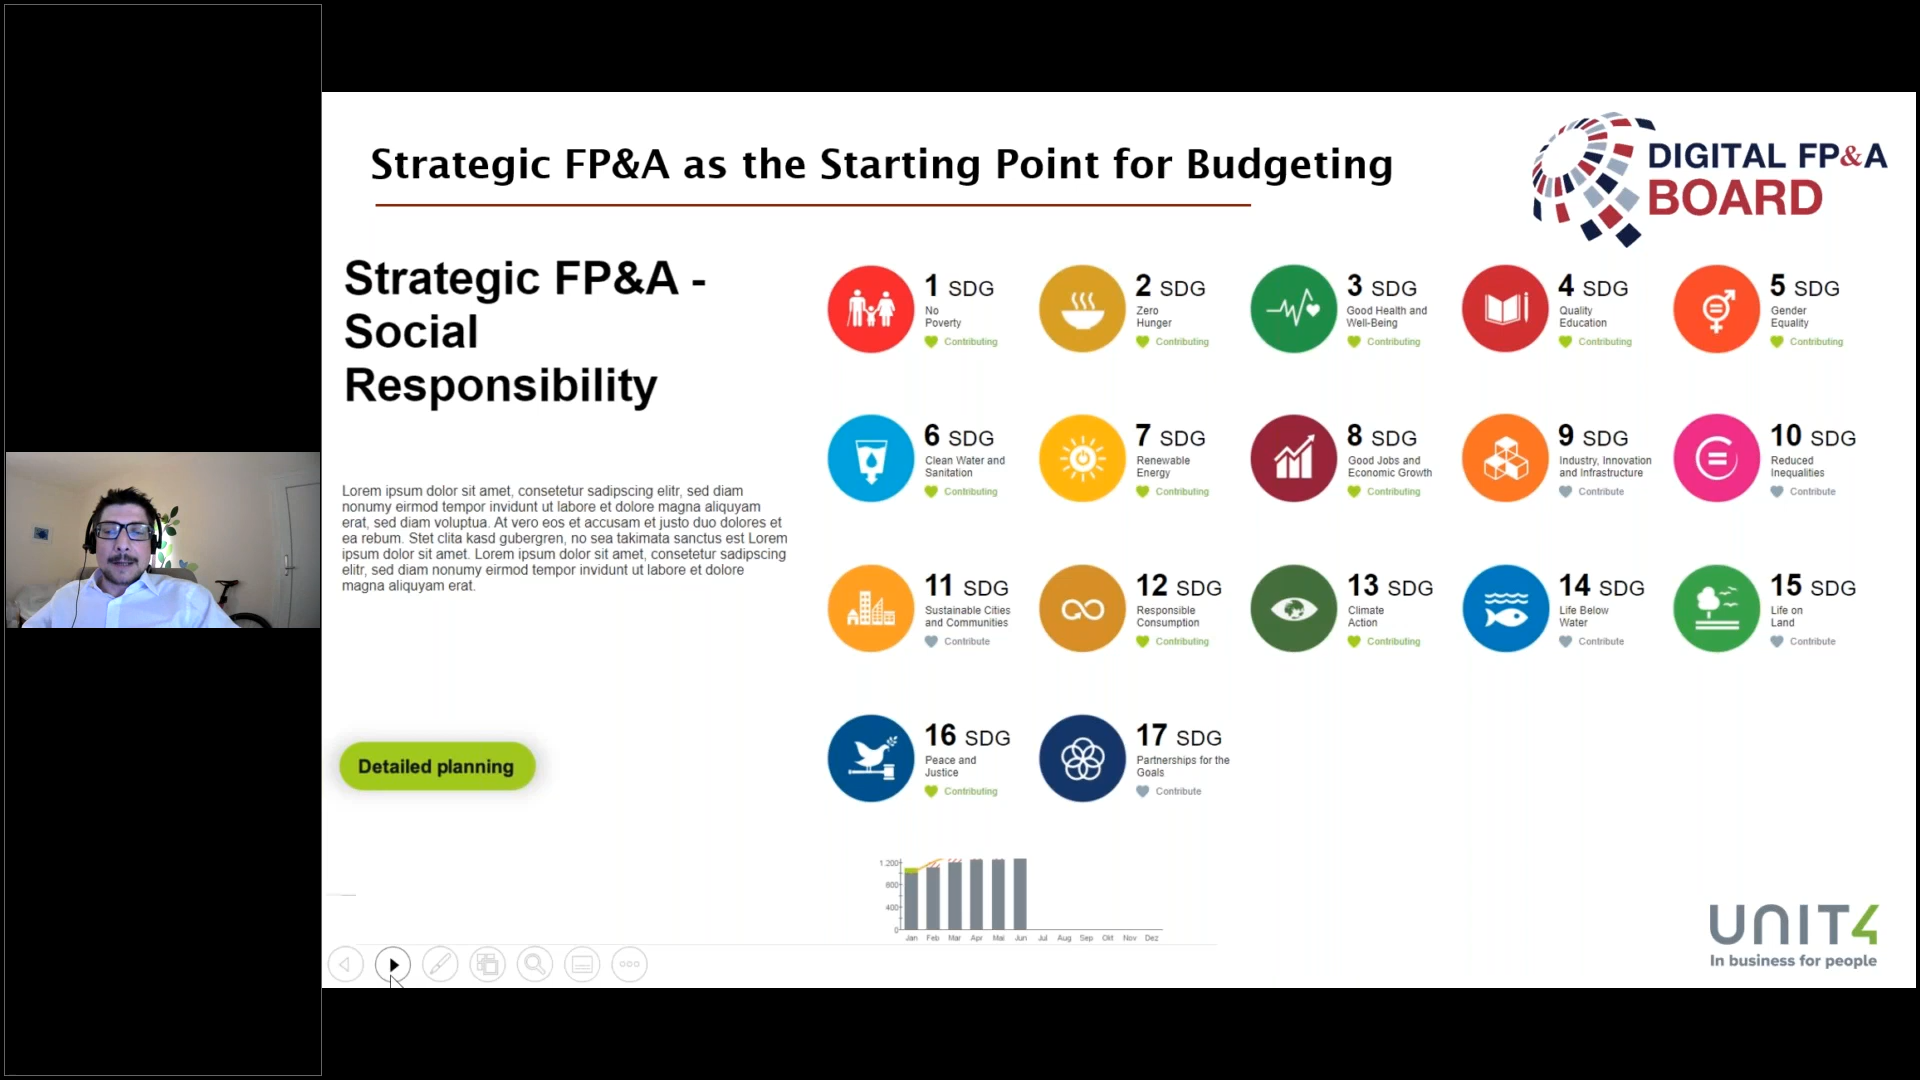 Strategic FP&A as the Starting Point for Budgeting
DIGITAL FP&A
BOARD
Strategic FP&A -
Social
Responsibility
Lorem ipsum dolor sit amet, consetetur sadipscing elitr, sed diam
nonumy eirmod tempor invidunt ut labore et dolore magna aliquyam
erat, sed diam voluptua. At vero eos et accusam et justo duo dolores et
ea rebum. Stet clita kasd gubergren, no sea takimata sanctus est Lorem
ipsum dolor sit amet. Lorem ipsum dolor sit amet, consetetur sadipscing
elitr, sed diam nonumy eirmod tempor invidunt ut labore et dolore
magna aliquyam erat.
Detailed planning
1 SDG
No
Poverty
Contributing
2 SDG
Zero
Hunger
Contributing
3 SDG
Good Health and
Well-Being
Contributing
4 SDG
Quality
Education
Contributing
5 SDG
Gender
Equality
Contributing
6 SDG
Clean Water and
Sanitation
Contributing
7 SDG
Renewable
Energy
Contributing
8 SDG
Good Jobs and
Economic Growth
Contributing
9 SDG
Industry, Innovation
and Infrastructure
Contribute
10 SDG
Reduced
Inequalities
Contribute
11 SDG
Sustainable Cities
and Communities
Contribute
12 SDG
Responsible
Consumption
Contributing
13 SDG
Climate
Action
Contributing
14 SDG
Life Below
Water
Contribute
15 SDG
Life on
Land
Contribute
16 SDG
Peace and
Justice
Contributing
17 SDG
Partnerships for the
Goals
Contribute
1.200
800
400
0
Jan Feb Mar Apr Mai Jun Jul Aug Sep Okt Nov Dez
UNIT4
In business for people